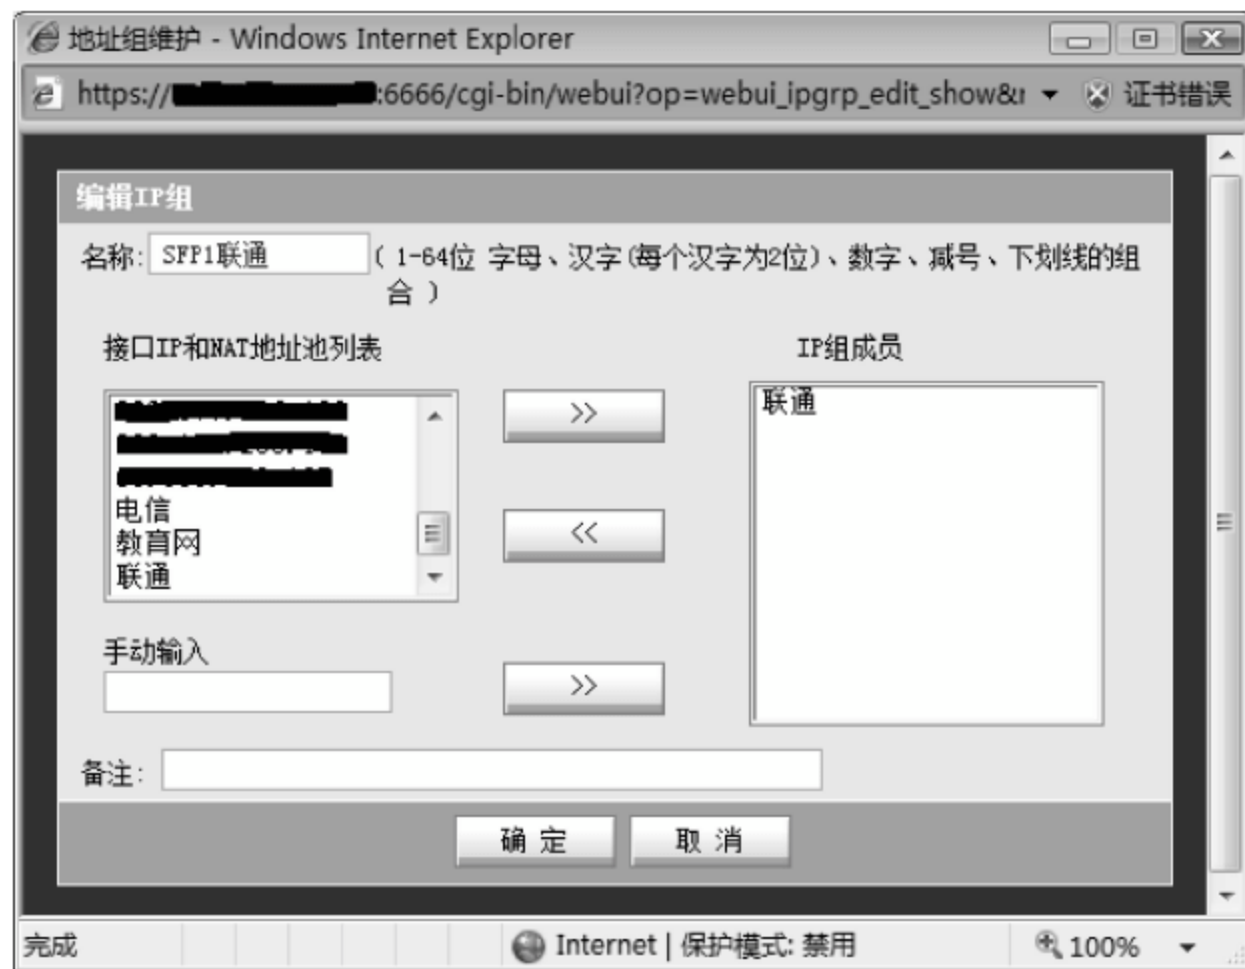 地址组维护 - Windows Internet Explorer
https:// :6666/cgi-bin/webui?op=webui_ipgrp_edit_show&r 证书错误
编辑IP组
名称: SFP1联通 ( 1-64位 字母、汉字(每个汉字为2位)、数字、减号、下划线的组
合 )
接口IP和NAT地址池列表 IP组成员
联通
>>
电信
教育网
<<
联通
手动输入
>>
备注:
确 定 取 消
完成 Internet | 保护模式: 禁用 100%